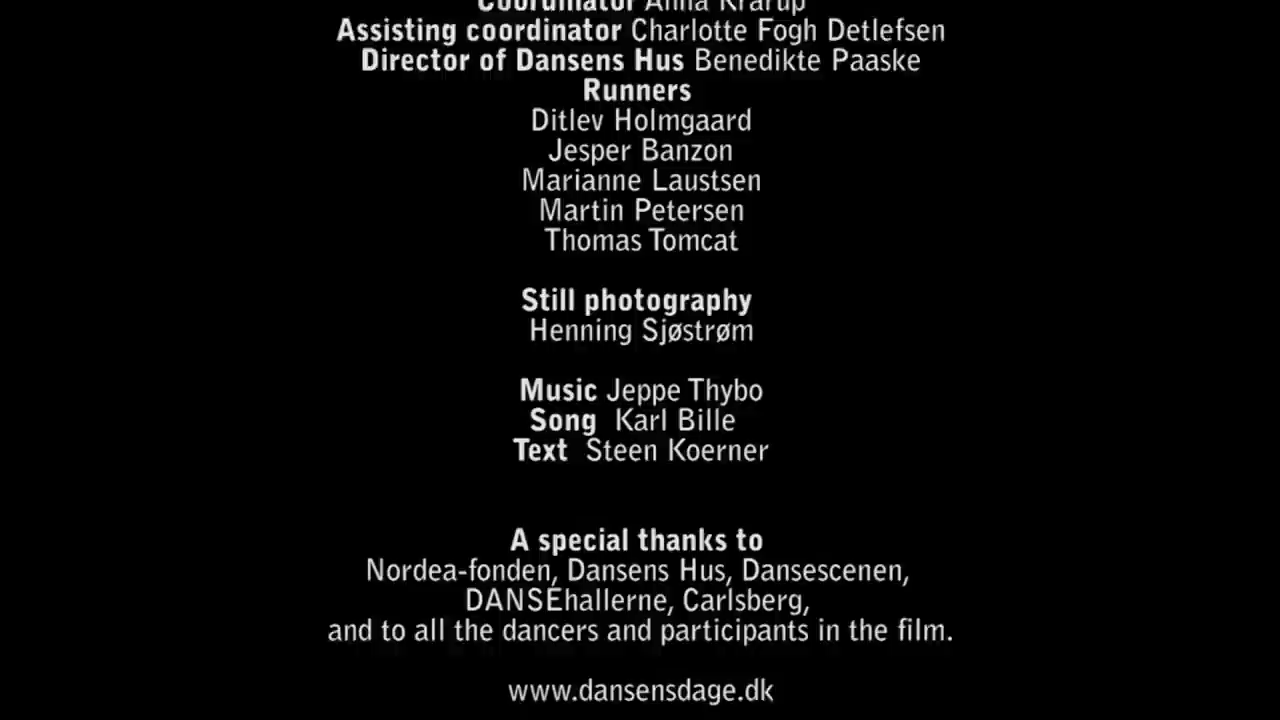 Coordinator Anna Krarup
Assisting coordinator Charlotte Fogh Detlefsen
Director of Dansens Hus Benedikte Paaske
Runners
Ditlev Holmgaard
Jesper Banzon
Marianne Laustsen
Martin Petersen
Thomas Tomcat
Still photography
Henning Sjøstrøm
Music Jeppe Thybo
Song Karl Bille
Text Steen Koerner
A special thanks to
Nordea-fonden, Dansens Hus, Dansescenen,
DANSEhallerne, Carlsberg,
and to all the dancers and participants in the film.
www.dansensdage.dk